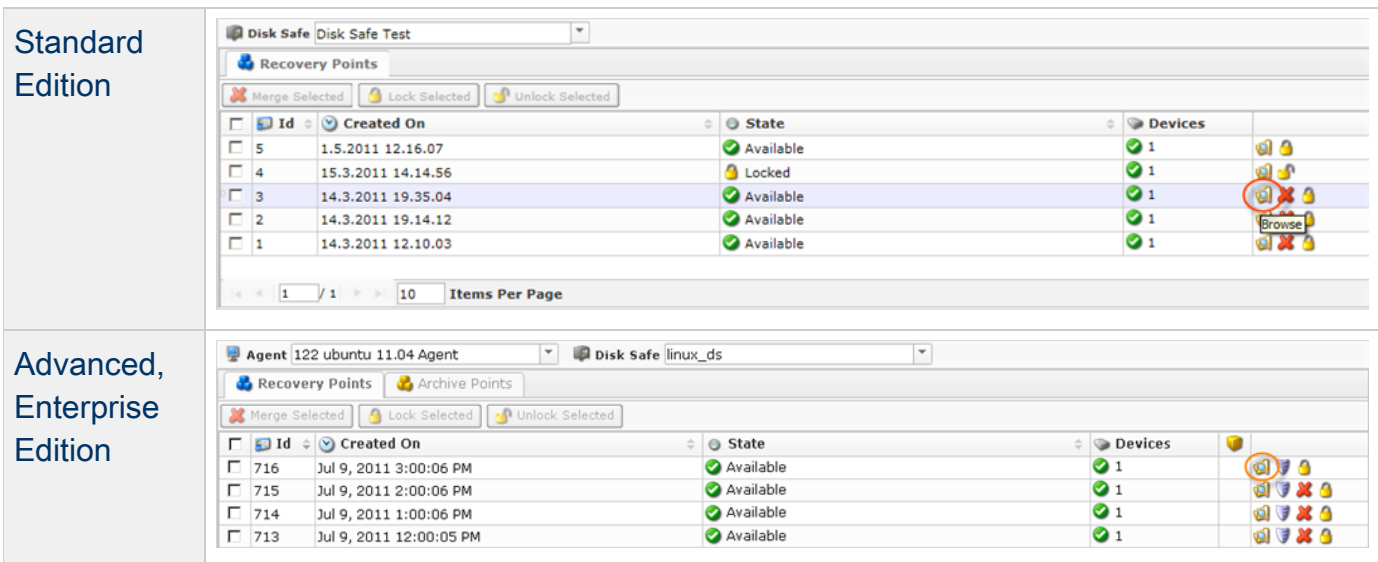 Standard
Edition
Disk Safe Disk Safe Test
Recovery Points
Merge Selected Lock Selected Unlock Selected
Id Created On State Devices
5 1.5.2011 12.16.07 Available 1
4 15.3.2011 14.14.56 Locked 1
3 14.3.2011 19.35.04 Available 1
2 14.3.2011 19.14.12 Available 1
Browse
1 14.3.2011 12.10.03 Available 1
1 / 1 10 Items Per Page
Advanced,
Enterprise
Edition
Agent 122 ubuntu 11.04 Agent Disk Safe linux_ds
Recovery Points Archive Points
Merge Selected Lock Selected Unlock Selected
Id Created On State Devices
716 Jul 9, 2011 3:00:06 PM Available 1
715 Jul 9, 2011 2:00:06 PM Available 1
714 Jul 9, 2011 1:00:06 PM Available 1
713 Jul 9, 2011 12:00:05 PM Available 1